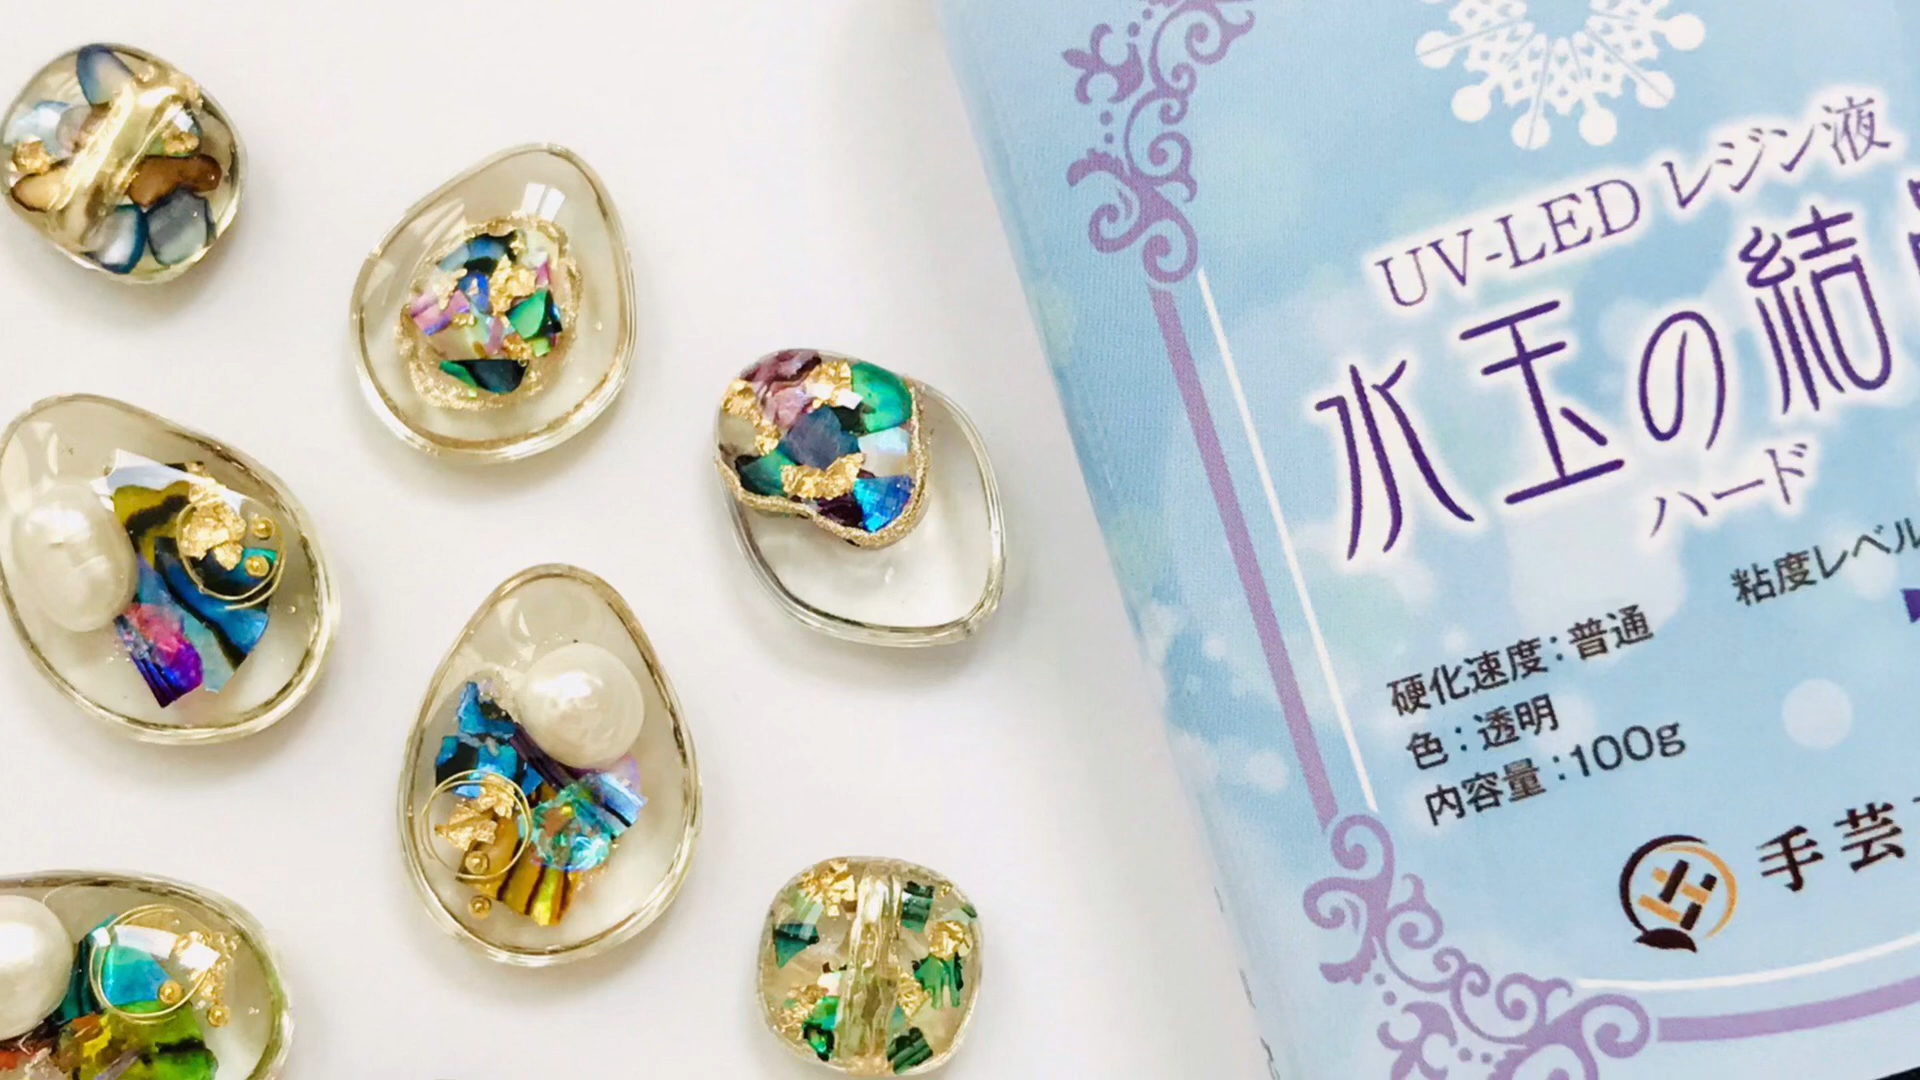 UV-LED レジン液
水玉の結
ハード
粘度レベル
硬化速度：普通
色：透明
内容量：100g
手芸